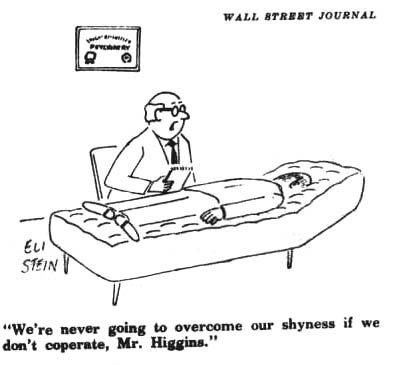 WALL STREET JOURNAL
PSYCHIATRY
ELI
STEIN
"We're never going to overcome our shyness if we
don't coperate, Mr. Higgins."